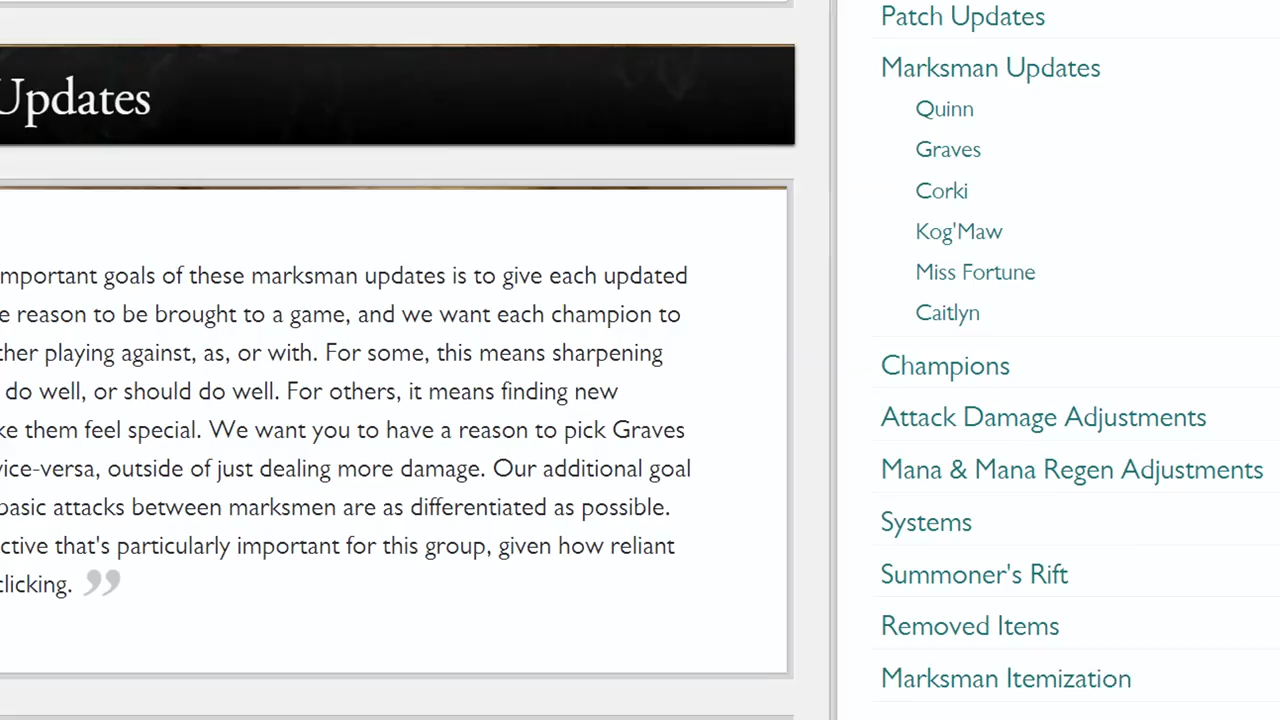 Updates
mportant goals of these marksman updates is to give each updated
e reason to be brought to a game, and we want each champion to
ther playing against, as, or with. For some, this means sharpening
do well, or should do well. For others, it means finding new
ke them feel special. We want you to have a reason to pick Graves
vice-versa, outside of just dealing more damage. Our additional goal
basic attacks between marksmen are as differentiated as possible.
ctive that's particularly important for this group, given how reliant
clicking. ”
Patch Updates
Marksman Updates
Quinn
Graves
Corki
Kog'Maw
Miss Fortune
Caitlyn
Champions
Attack Damage Adjustments
Mana & Mana Regen Adjustments
Systems
Summoner's Rift
Removed Items
Marksman Itemization